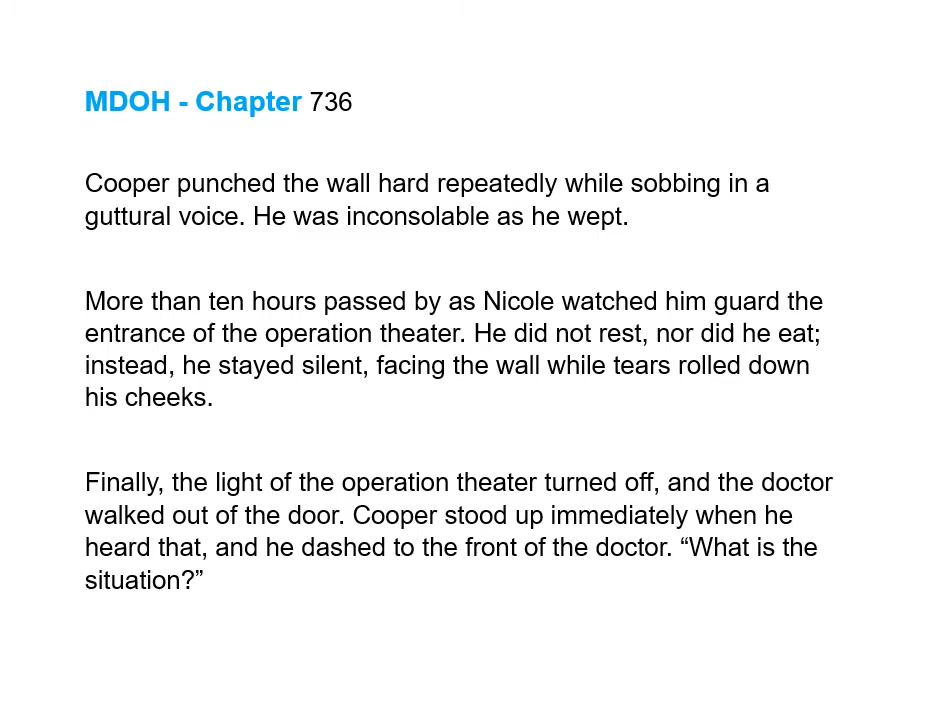 MDOH - Chapter 736
Cooper punched the wall hard repeatedly while sobbing in a
guttural voice. He was inconsolable as he wept.
More than ten hours passed by as Nicole watched him guard the
entrance of the operation theater. He did not rest, nor did he eat;
instead, he stayed silent, facing the wall while tears rolled down
his cheeks.
Finally, the light of the operation theater turned off, and the doctor
walked out of the door. Cooper stood up immediately when he
heard that, and he dashed to the front of the doctor. “What is the
situation?”